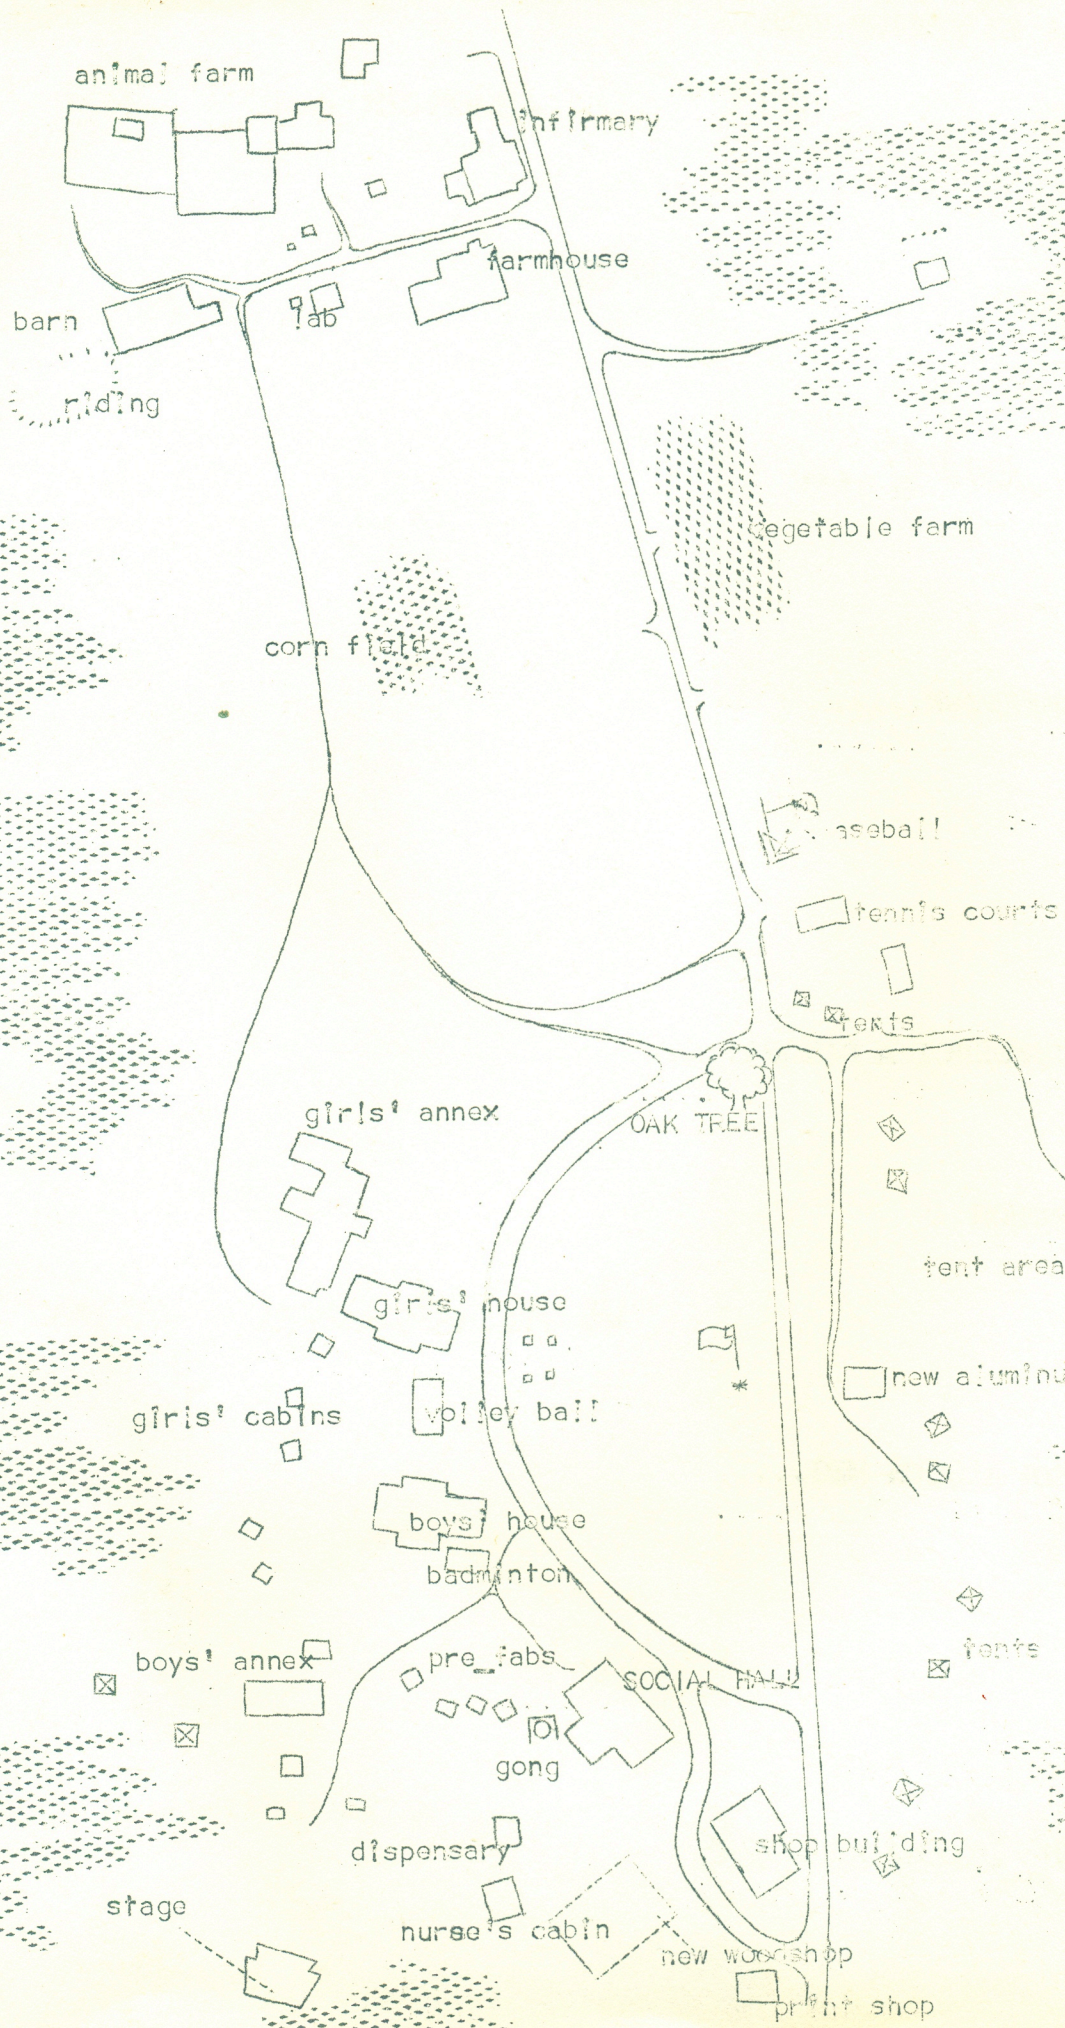 animal farm
infirmary
farmhouse
barn
lab
riding
vegetable farm
corn field
baseball
tennis courts
tents
OAK TREE
girls' annex
tent area
girls' house
new aluminu
girls' cabins
volley ball
boys' house
badminton
tents
boys' annex
pre_fabs
SOCIAL HALL
gong
shop building
dispensary
stage
nurse's cabin
new woodshop
print shop